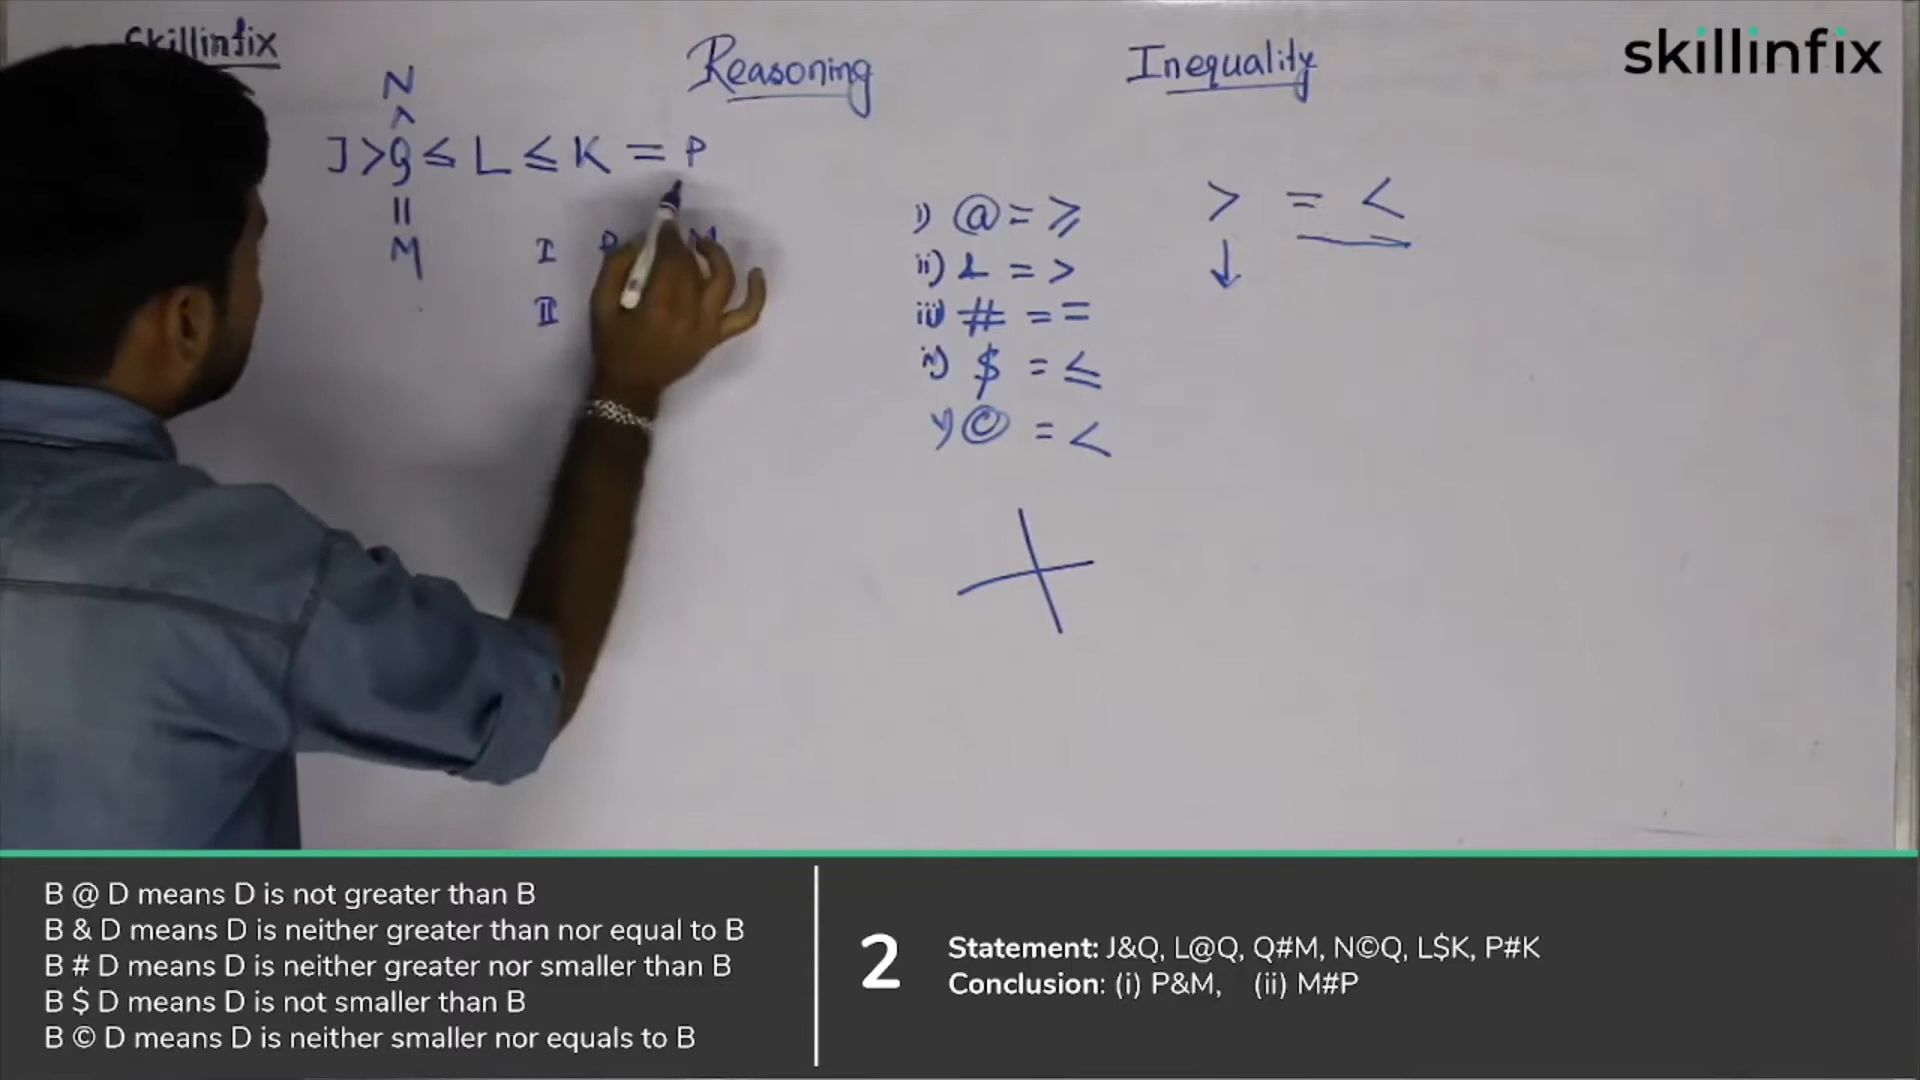 Skillinfix
Reasoning
Inequality
skillinfix
N
^
J > Q ≤ L ≤ K = P
=
M
I
II
i) @ = ≥
ii) & = >
iii) # = =
iv) $ = ≤
v) © = <
> = <
↓
B @ D means D is not greater than B
B & D means D is neither greater than nor equal to B
B # D means D is neither greater nor smaller than B
B $ D means D is not smaller than B
B © D means D is neither smaller nor equals to B
2
Statement: J&Q, L@Q, Q#M, N©Q, L$K, P#K
Conclusion: (i) P&M, (ii) M#P